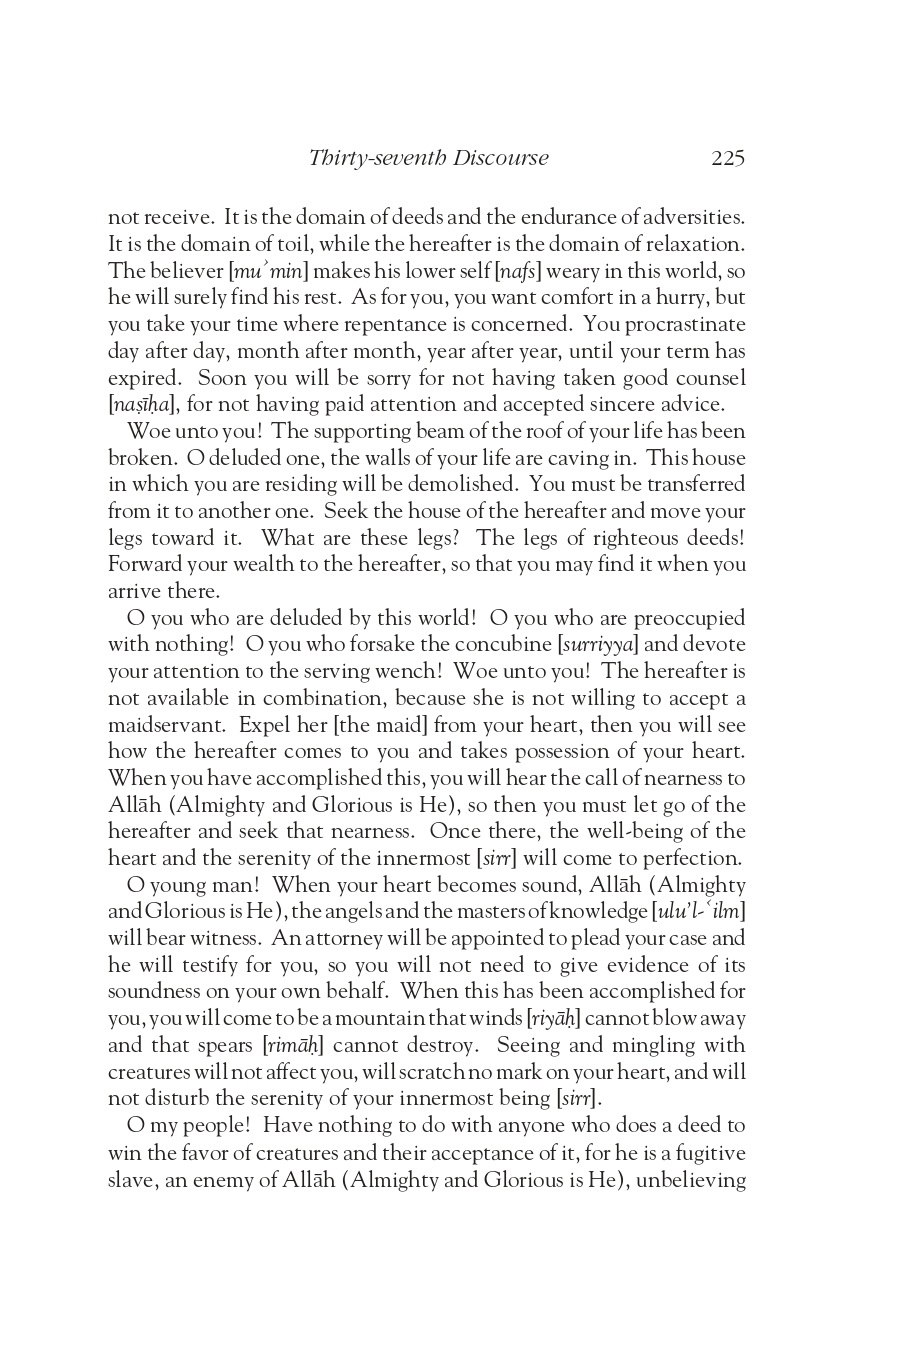 Thirty-seventh Discourse 225
not receive. It is the domain of deeds and the endurance of adversities.
It is the domain of toil, while the hereafter is the domain of relaxation.
The believer [muʾmin] makes his lower self [nafs] weary in this world, so
he will surely find his rest. As for you, you want comfort in a hurry, but
you take your time where repentance is concerned. You procrastinate
day after day, month after month, year after year, until your term has
expired. Soon you will be sorry for not having taken good counsel
[naṣīḥa], for not having paid attention and accepted sincere advice.
Woe unto you! The supporting beam of the roof of your life has been
broken. O deluded one, the walls of your life are caving in. This house
in which you are residing will be demolished. You must be transferred
from it to another one. Seek the house of the hereafter and move your
legs toward it. What are these legs? The legs of righteous deeds!
Forward your wealth to the hereafter, so that you may find it when you
arrive there.
O you who are deluded by this world! O you who are preoccupied
with nothing! O you who forsake the concubine [surriyya] and devote
your attention to the serving wench! Woe unto you! The hereafter is
not available in combination, because she is not willing to accept a
maidservant. Expel her [the maid] from your heart, then you will see
how the hereafter comes to you and takes possession of your heart.
When you have accomplished this, you will hear the call of nearness to
Allāh (Almighty and Glorious is He), so then you must let go of the
hereafter and seek that nearness. Once there, the well-being of the
heart and the serenity of the innermost [sirr] will come to perfection.
O young man! When your heart becomes sound, Allāh (Almighty
and Glorious is He), the angels and the masters of knowledge [ulu’l-ʿilm]
will bear witness. An attorney will be appointed to plead your case and
he will testify for you, so you will not need to give evidence of its
soundness on your own behalf. When this has been accomplished for
you, you will come to be a mountain that winds [riyāḥ] cannot blow away
and that spears [rimāḥ] cannot destroy. Seeing and mingling with
creatures will not affect you, will scratch no mark on your heart, and will
not disturb the serenity of your innermost being [sirr].
O my people! Have nothing to do with anyone who does a deed to
win the favor of creatures and their acceptance of it, for he is a fugitive
slave, an enemy of Allāh (Almighty and Glorious is He), unbelieving